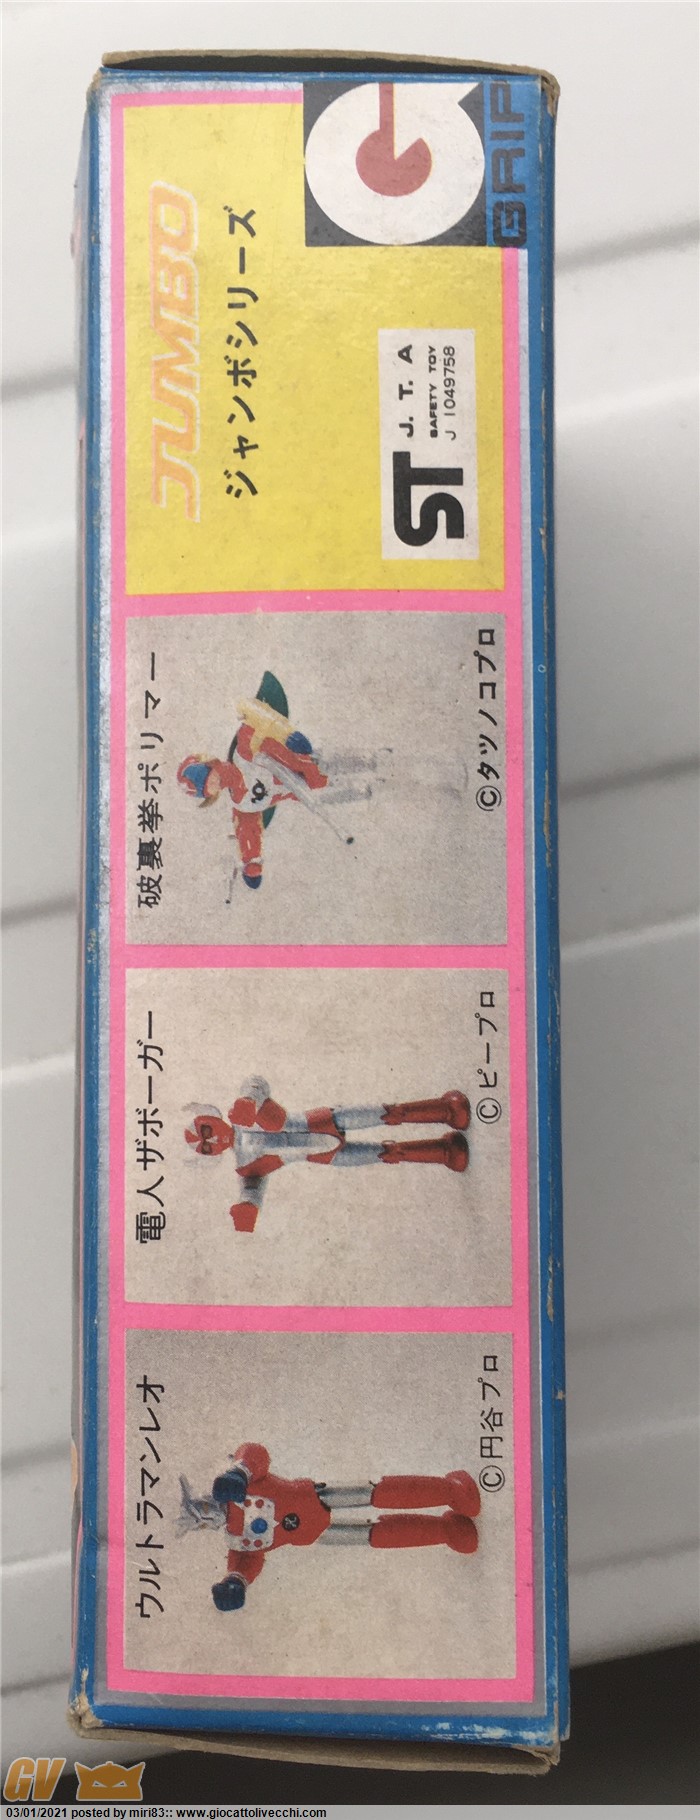 ウルトラマンレオ
©円谷プロ
電人ザボーガー
©ピープロ
破裏拳ポリマー
©タツノコプロ
JUMBO
ジャンボシリーズ
ST
J. T. A
SAFETY TOY
J 1049758
G
GRIP
GV
03/01/2021 posted by miri83:: www.giocattolivecchi.com